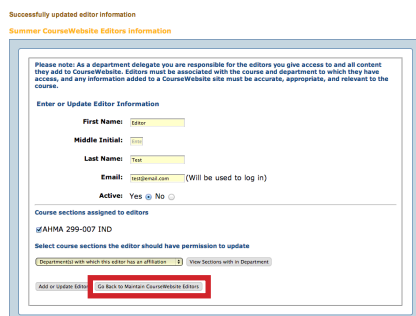 Successfully updated editor information
Summer CourseWebsite Editors information
Please note: As a department delegate you are responsible for the editors you give access to and all content
they add to CourseWebsite. Editors must be associated with the course and department to which they have
access, and any information added to a CourseWebsite site must be accurate, appropriate, and relevant to the
course.
Enter or Update Editor Information
First Name: Editor
Middle Initial:
Last Name: Test
Email: test@email.com (Will be used to log in)
Active: Yes No
Course sections assigned to editors
AHMA 299-007 IND
Select course sections the editor should have permission to update
Department(s) with which this editor has an affiliation View Sections with in Department
Add or Update Editor Go Back to Maintain CourseWebsite Editors